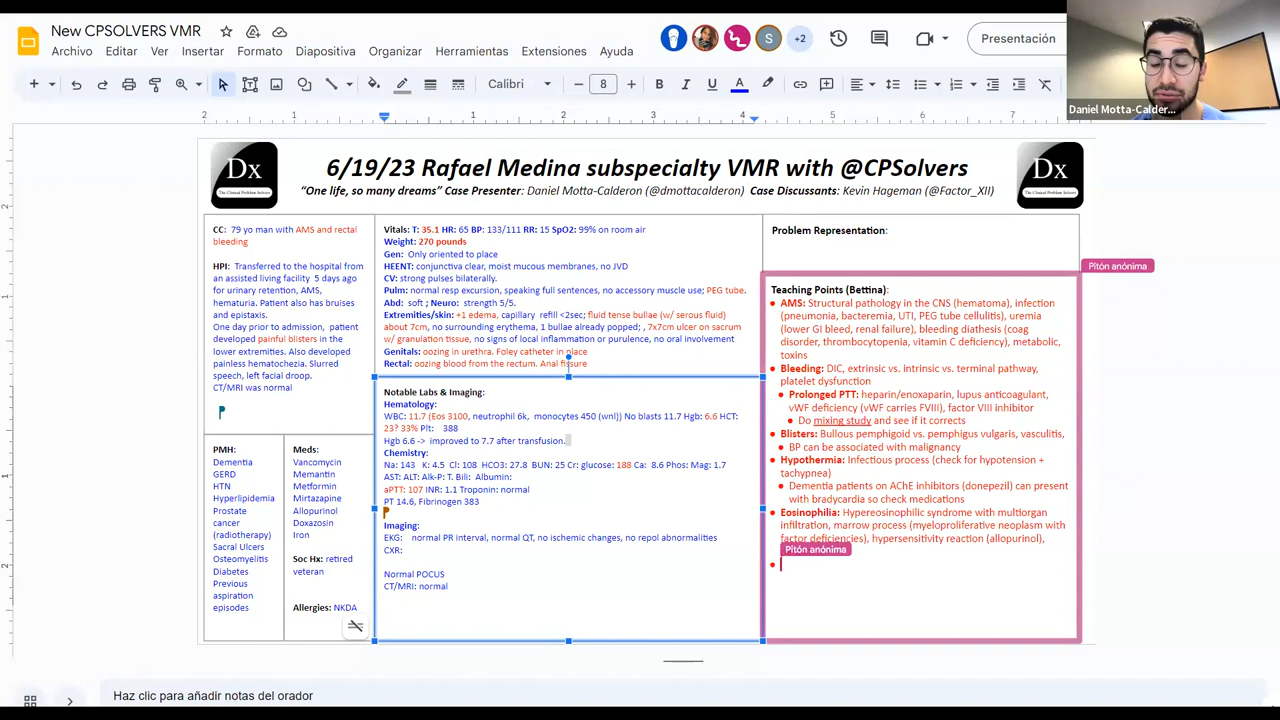 New CPSOLVERS VMR
Archivo Editar Ver Insertar Formato Diapositiva Organizar Herramientas Extensiones Ayuda
S
+2
Presentación
Calibri
8
Daniel Motta-Calder...
2 1 1 2 3 4 5 6 7
Dx
The Clinical Problem Solvers
6/19/23 Rafael Medina subspecialty VMR with @CPSolvers
"One life, so many dreams" Case Presenter: Daniel Motta-Calderon (@dmottacalderon) Case Discussants: Kevin Hageman (@Factor_XII)
Dx
The Clinical Problem Solvers
CC: 79 yo man with AMS and rectal
bleeding
HPI: Transferred to the hospital from
an assisted living facility 5 days ago
for urinary retention, AMS,
hematuria. Patient also has bruises
and epistaxis.
One day prior to admission, patient
developed painful blisters in the
lower extremities. Also developed
painless hematochezia. Slurred
speech, left facial droop.
CT/MRI was normal
PMH:
Dementia
GERD
HTN
Hyperlipidemia
Prostate
cancer
(radiotherapy)
Sacral Ulcers
Osteomyelitis
Diabetes
Previous
aspiration
episodes
Meds:
Vancomycin
Memantin
Metformin
Mirtazapine
Allopurinol
Doxazosin
Iron
Soc Hx: retired
veteran
Allergies: NKDA
Vitals: T: 35.1 HR: 65 BP: 133/111 RR: 15 SpO2: 99% on room air
Weight: 270 pounds
Gen: Only oriented to place
HEENT: conjunctiva clear, moist mucous membranes, no JVD
CV: strong pulses bilaterally.
Pulm: normal resp excursion, speaking full sentences, no accessory muscle use; PEG tube.
Abd: soft ; Neuro: strength 5/5.
Extremities/skin: +1 edema, capillary refill <2sec; fluid tense bullae (w/ serous fluid)
about 7cm, no surrounding erythema, 1 bullae already popped; , 7x7cm ulcer on sacrum
w/ granulation tissue, no signs of local inflammation or purulence, no oral involvement
Genitals: oozing in urethra. Foley catheter in place
Rectal: oozing blood from the rectum. Anal fissure
Notable Labs & Imaging:
Hematology:
WBC: 11.7 (Eos 3100, neutrophil 6k, monocytes 450 (wnl)) No blasts 11.7 Hgb: 6.6 HCT:
23? 33% Plt: 388
Hgb 6.6 -> improved to 7.7 after transfusion.
Chemistry:
Na: 143 K: 4.5 Cl: 108 HCO3: 27.8 BUN: 25 Cr: glucose: 188 Ca: 8.6 Phos: Mag: 1.7
AST: ALT: Alk-P: T. Bili: Albumin:
aPTT: 107 INR: 1.1 Troponin: normal
PT 14.6, Fibrinogen 383
Imaging:
EKG: normal PR interval, normal QT, no ischemic changes, no repol abnormalities
CXR:
Normal POCUS
CT/MRI: normal
Problem Representation:
Pitón anónima
Teaching Points (Bettina):
• AMS: Structural pathology in the CNS (hematoma), infection
(pneumonia, bacteremia, UTI, PEG tube cellulitis), uremia
(lower GI bleed, renal failure), bleeding diathesis (coag
disorder, thrombocytopenia, vitamin C deficiency), metabolic,
toxins
• Bleeding: DIC, extrinsic vs. intrinsic vs. terminal pathway,
platelet dysfunction
• Prolonged PTT: heparin/enoxaparin, lupus anticoagulant,
vWF deficiency (vWF carries FVIII), factor VIII inhibitor
• Do mixing study and see if it corrects
• Blisters: Bullous pemphigoid vs. pemphigus vulgaris, vasculitis,
• BP can be associated with malignancy
• Hypothermia: Infectious process (check for hypotension +
tachypnea)
• Dementia patients on AChE inhibitors (donepezil) can present
with bradycardia so check medications
• Eosinophilia: Hypereosinophilic syndrome with multiorgan
infiltration, marrow process (myeloproliferative neoplasm with
factor deficiencies), hypersensitivity reaction (allopurinol),
Pitón anónima
Haz clic para añadir notas del orador